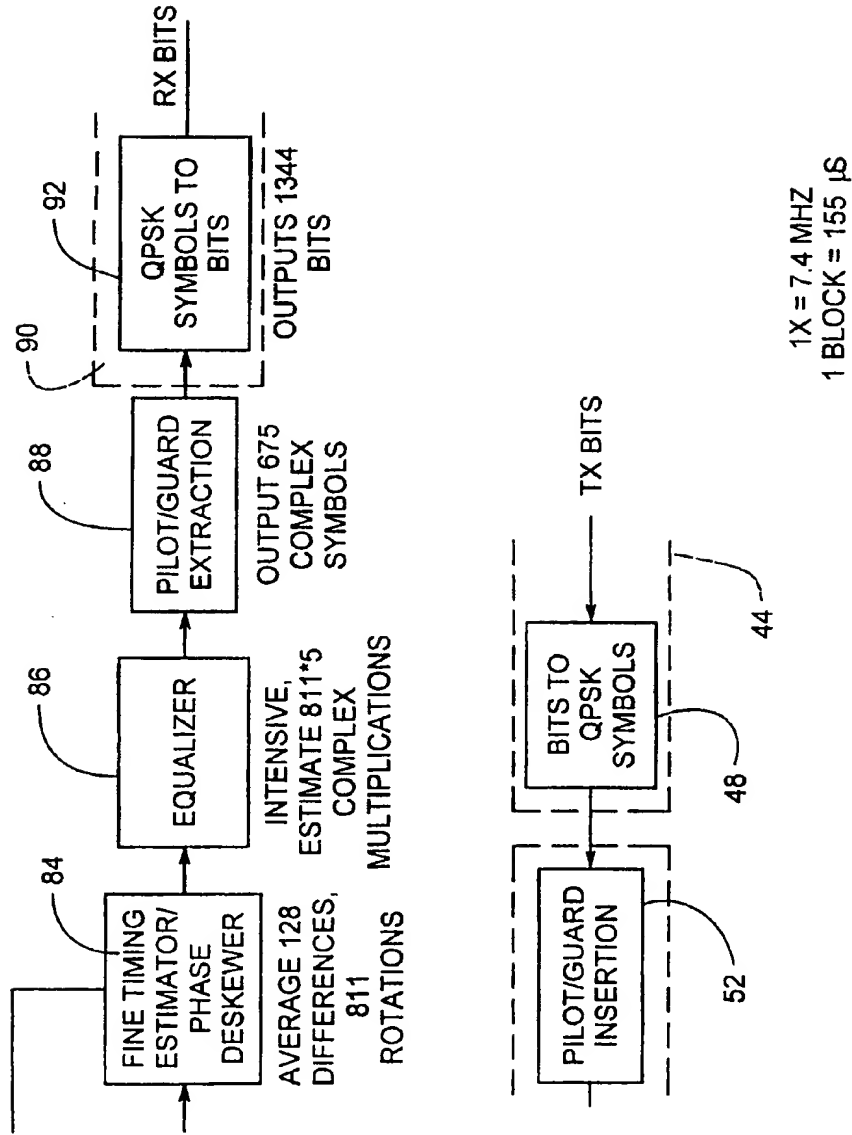 84
FINE TIMING
ESTIMATOR/
PHASE
DESKEWER
AVERAGE 128
DIFFERENCES,
811
ROTATIONS
86
EQUALIZER
INTENSIVE,
ESTIMATE 811*5
COMPLEX
MULTIPLICATIONS
88
PILOT/GUARD
EXTRACTION
OUTPUT 675
COMPLEX
SYMBOLS
90
92
QPSK
SYMBOLS TO
BITS
OUTPUTS 1344
BITS
RX BITS
PILOT/GUARD
INSERTION
52
BITS TO
QPSK
SYMBOLS
48
44
TX BITS
1X = 7.4 MHZ
1 BLOCK = 155 µS